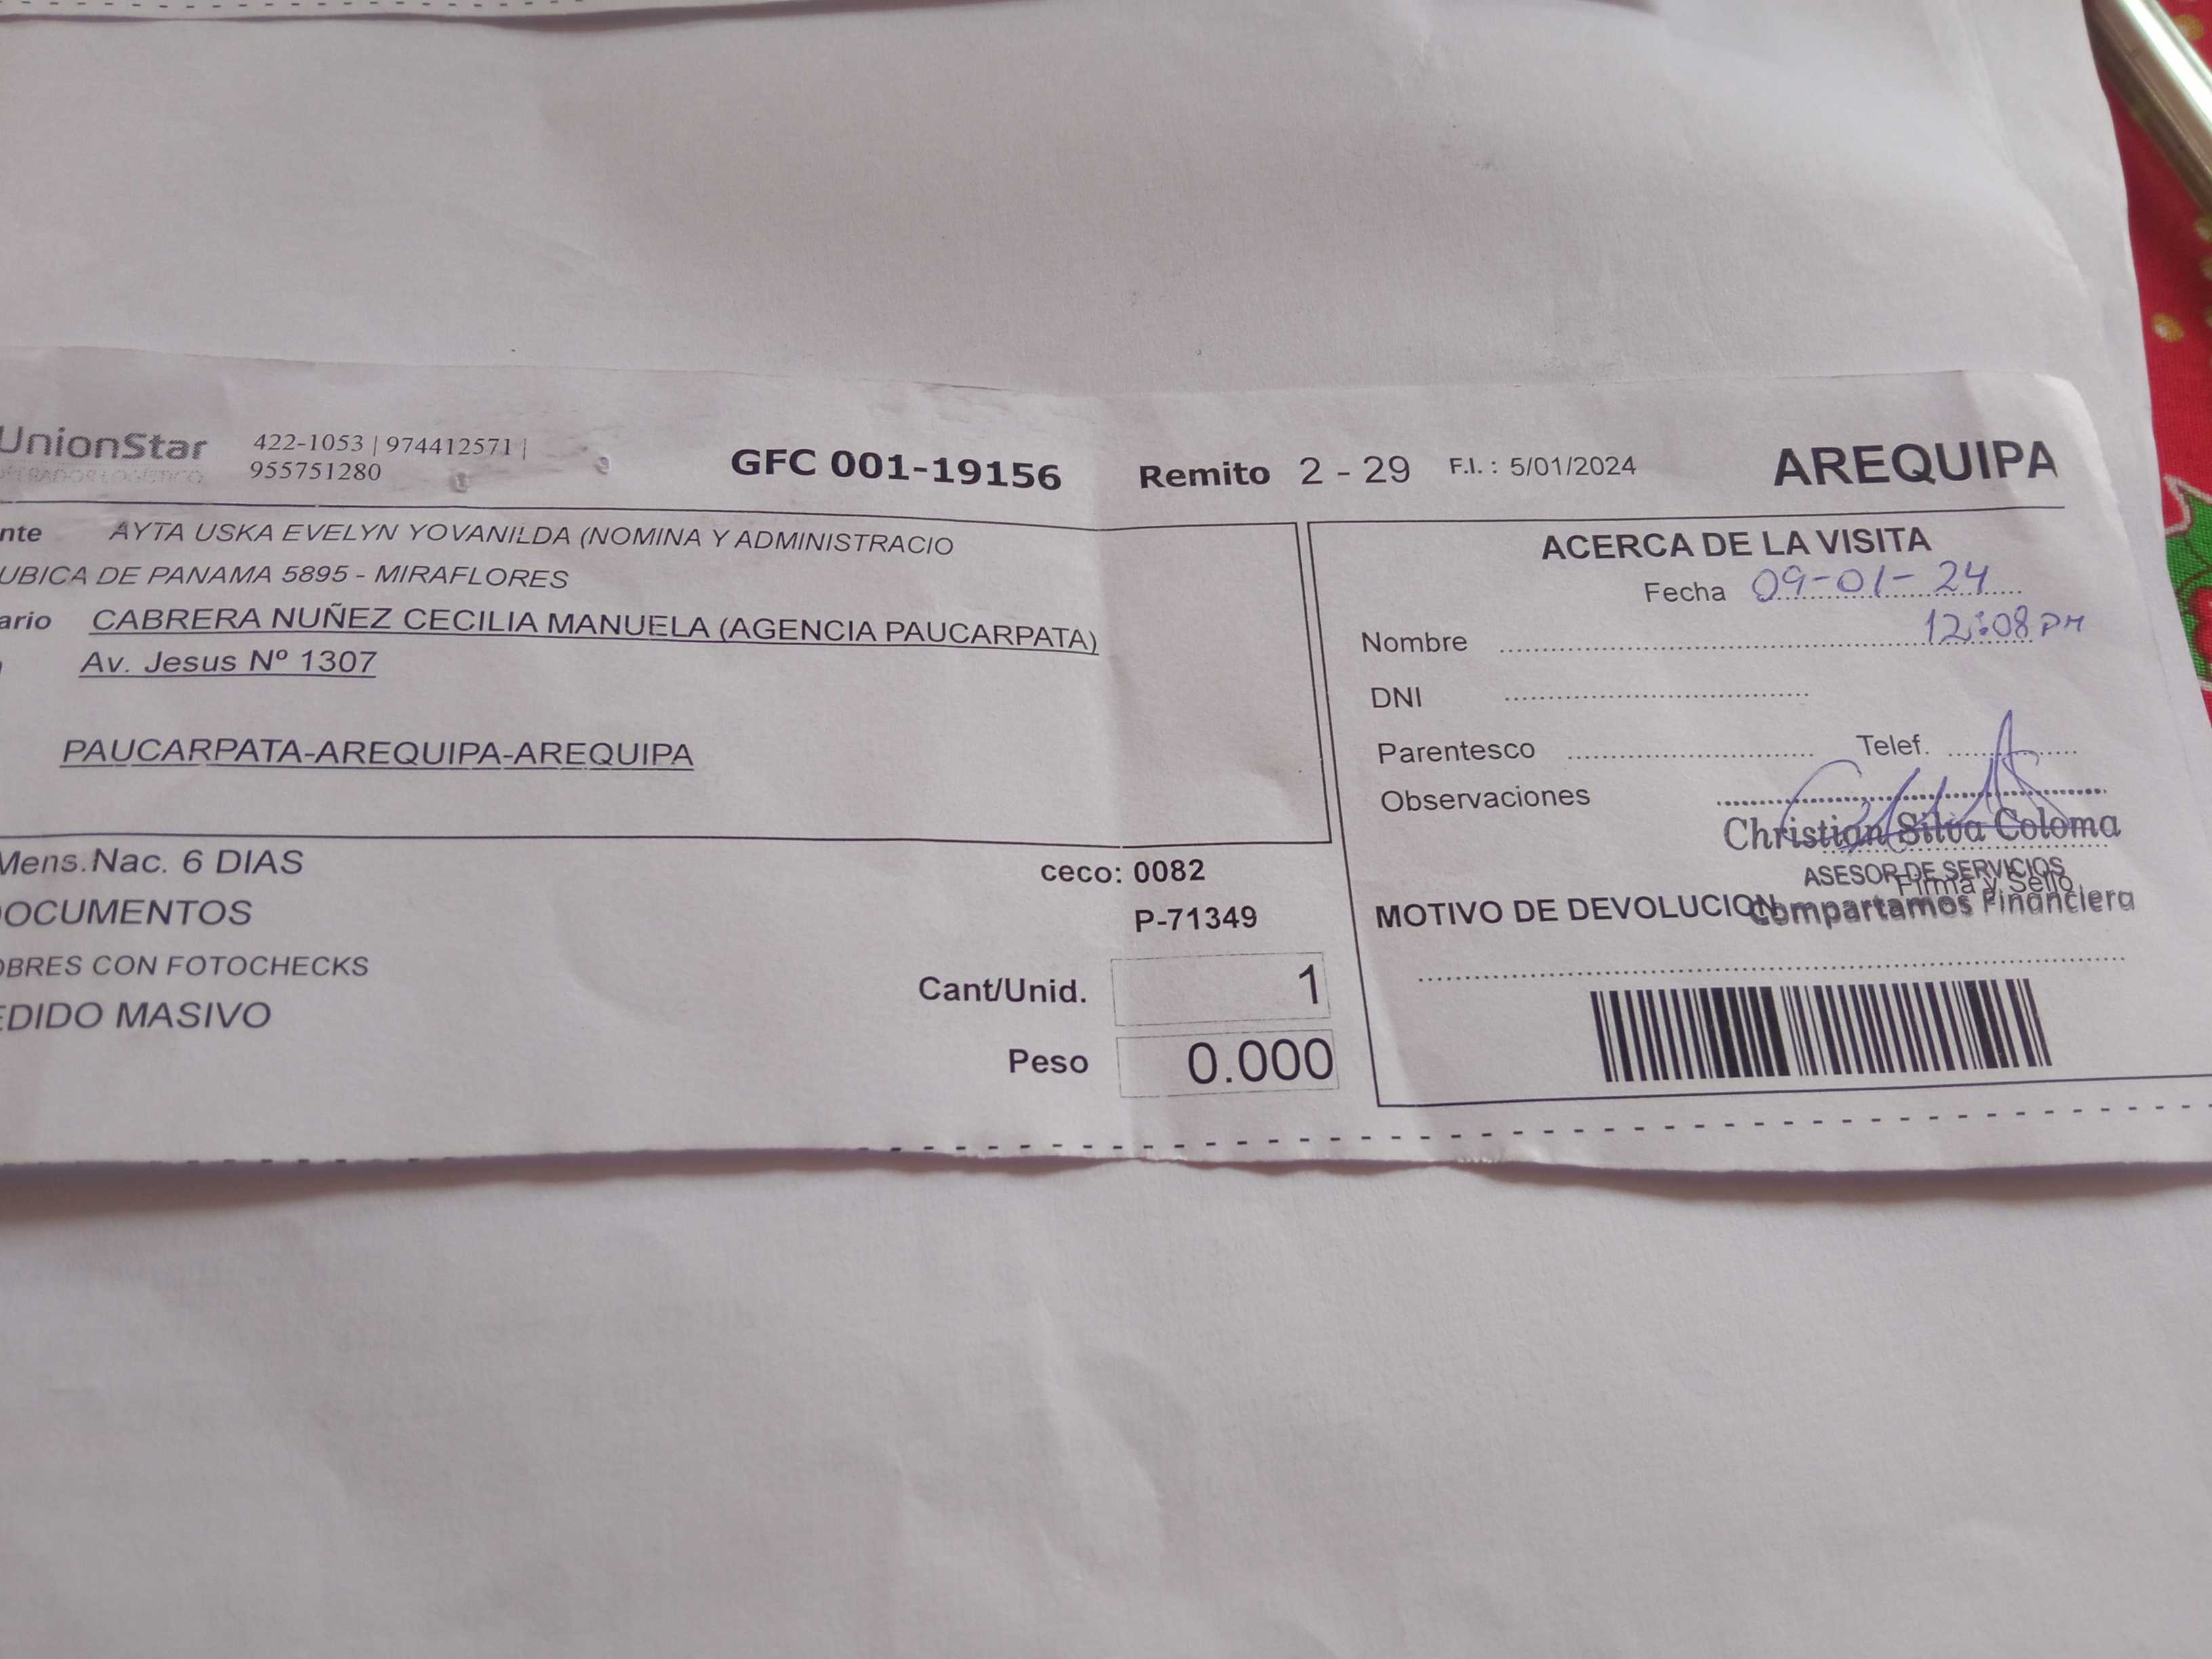 UnionStar
OPERADOR LOGISTICO
422-1053 | 974412571 |
955751280
GFC 001-19156
Remito 2 - 29 F.I. : 5/01/2024
AREQUIPA
nte AYTA USKA EVELYN YOVANILDA (NOMINA Y ADMINISTRACIO
UBICA DE PANAMA 5895 - MIRAFLORES
ario CABRERA NUÑEZ CECILIA MANUELA (AGENCIA PAUCARPATA)
Av. Jesus Nº 1307
PAUCARPATA-AREQUIPA-AREQUIPA
Mens.Nac. 6 DIAS
OCUMENTOS
OBRES CON FOTOCHECKS
EDIDO MASIVO
ceco: 0082
P-71349
Cant/Unid. 1
Peso 0.000
ACERCA DE LA VISITA
Fecha 09-01-24
12:08 PM
Nombre
DNI
Parentesco Telef.
Observaciones
Christian Silva Coloma
ASESOR DE SERVICIOS
Firma y Sello
Compartamos Financiera
MOTIVO DE DEVOLUCION